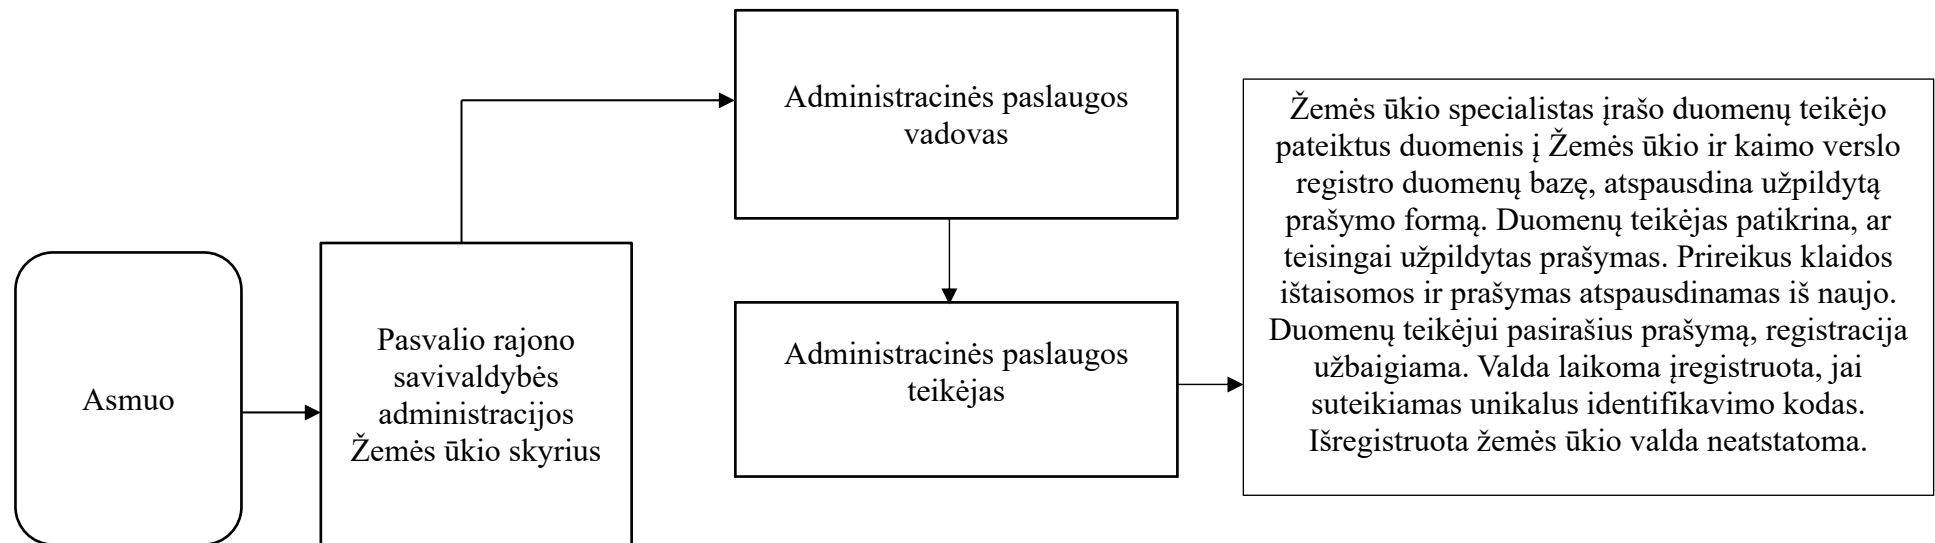 Asmuo
Pasvalio rajono
savivaldybės
administracijos
Žemės ūkio skyrius
Administracinės paslaugos
vadovas
Administracinės paslaugos
teikėjas
Žemės ūkio specialistas įrašo duomenų teikėjo
pateiktus duomenis į Žemės ūkio ir kaimo verslo
registro duomenų bazę, atspausdina užpildytą
prašymo formą. Duomenų teikėjas patikrina, ar
teisingai užpildytas prašymas. Prireikus klaidos
ištaisomos ir prašymas atspausdinamas iš naujo.
Duomenų teikėjui pasirašius prašymą, registracija
užbaigiama. Valda laikoma įregistruota, jai
suteikiamas unikalus identifikavimo kodas.
Išregistruota žemės ūkio valda neatstatoma.